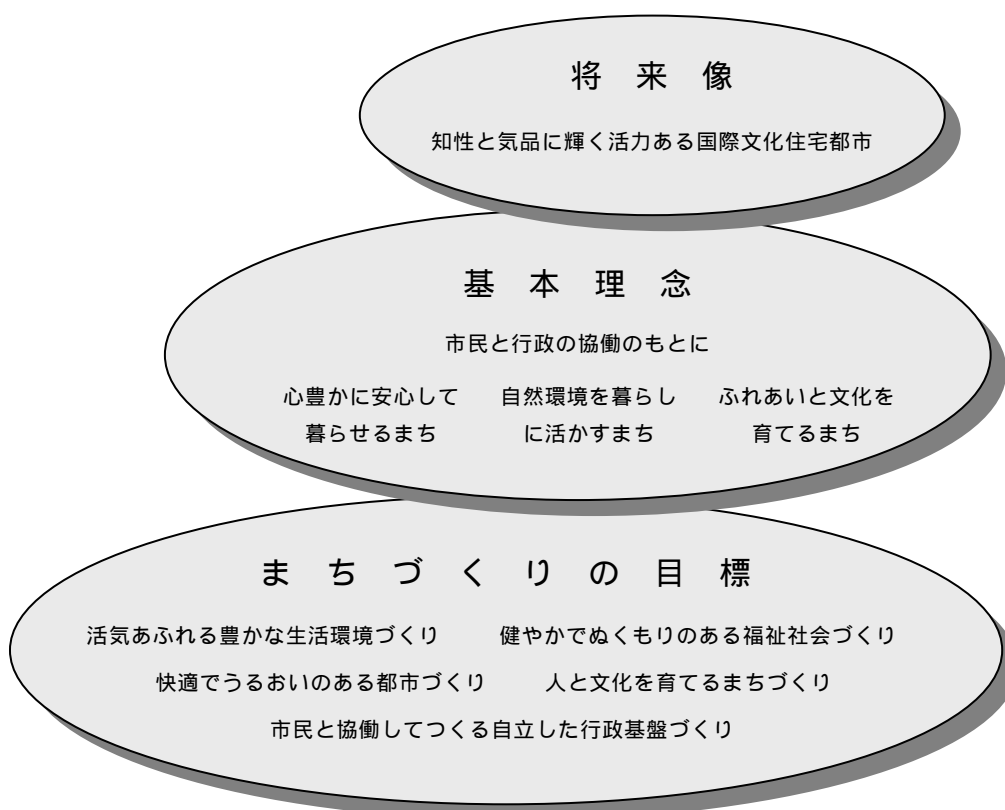 将来像
知性と気品に輝く活力ある国際文化住宅都市
基本理念
市民と行政の協働のもとに
心豊かに安心して 自然環境を暮らし ふれあいと文化を
暮らせるまち に活かすまち 育てるまち
まちづくりの目標
活気あふれる豊かな生活環境づくり 健やかでぬくもりのある福祉社会づくり
快適でうるおいのある都市づくり 人と文化を育てるまちづくり
市民と協働してつくる自立した行政基盤づくり